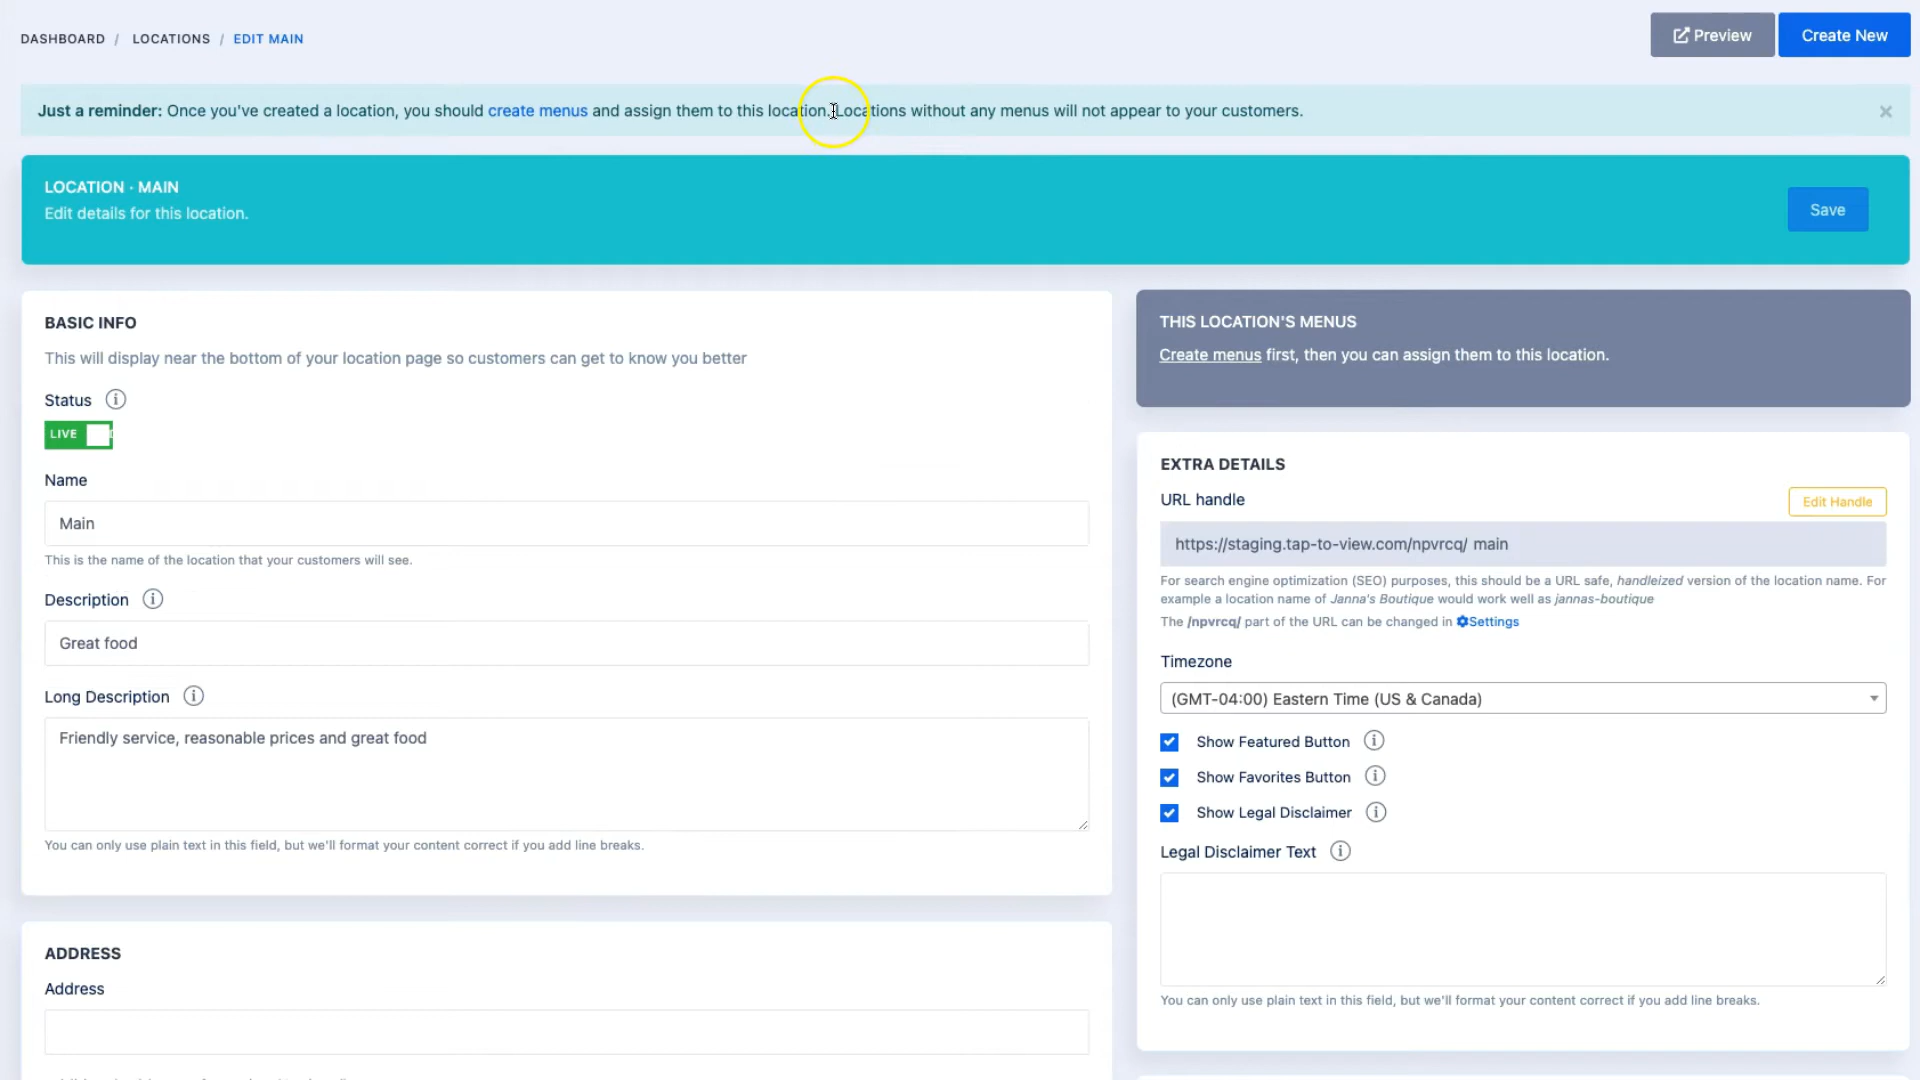 DASHBOARD / LOCATIONS / EDIT MAIN
Preview
Create New
Just a reminder: Once you've created a location, you should create menus and assign them to this location. Locations without any menus will not appear to your customers.
LOCATION · MAIN
Edit details for this location.
Save
BASIC INFO
This will display near the bottom of your location page so customers can get to know you better
Status
LIVE
Name
Main
This is the name of the location that your customers will see.
Description
Great food
Long Description
Friendly service, reasonable prices and great food
You can only use plain text in this field, but we'll format your content correct if you add line breaks.
ADDRESS
Address
THIS LOCATION'S MENUS
Create menus first, then you can assign them to this location.
EXTRA DETAILS
URL handle
Edit Handle
https://staging.tap-to-view.com/npvrcq/ main
For search engine optimization (SEO) purposes, this should be a URL safe, handleized version of the location name. For
example a location name of Janna's Boutique would work well as jannas-boutique
The /npvrcq/ part of the URL can be changed in Settings
Timezone
(GMT-04:00) Eastern Time (US & Canada)
Show Featured Button
Show Favorites Button
Show Legal Disclaimer
Legal Disclaimer Text
You can only use plain text in this field, but we'll format your content correct if you add line breaks.